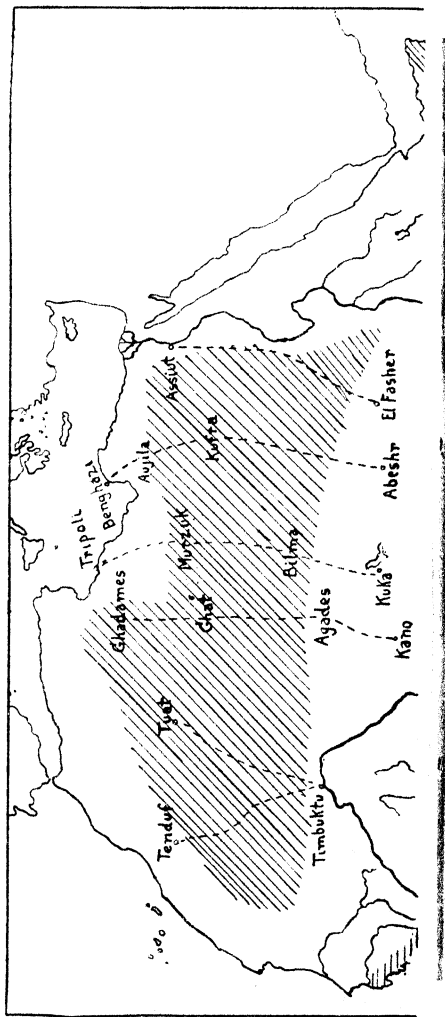 Tripoli
Benghazi
Aujila
Assiut
Ghadames
Murzuk
Kufra
Tenduf
Tuat
Ghat
Bilma
Timbuktu
Agades
Kuka
Abeshr
El Fasher
Kano